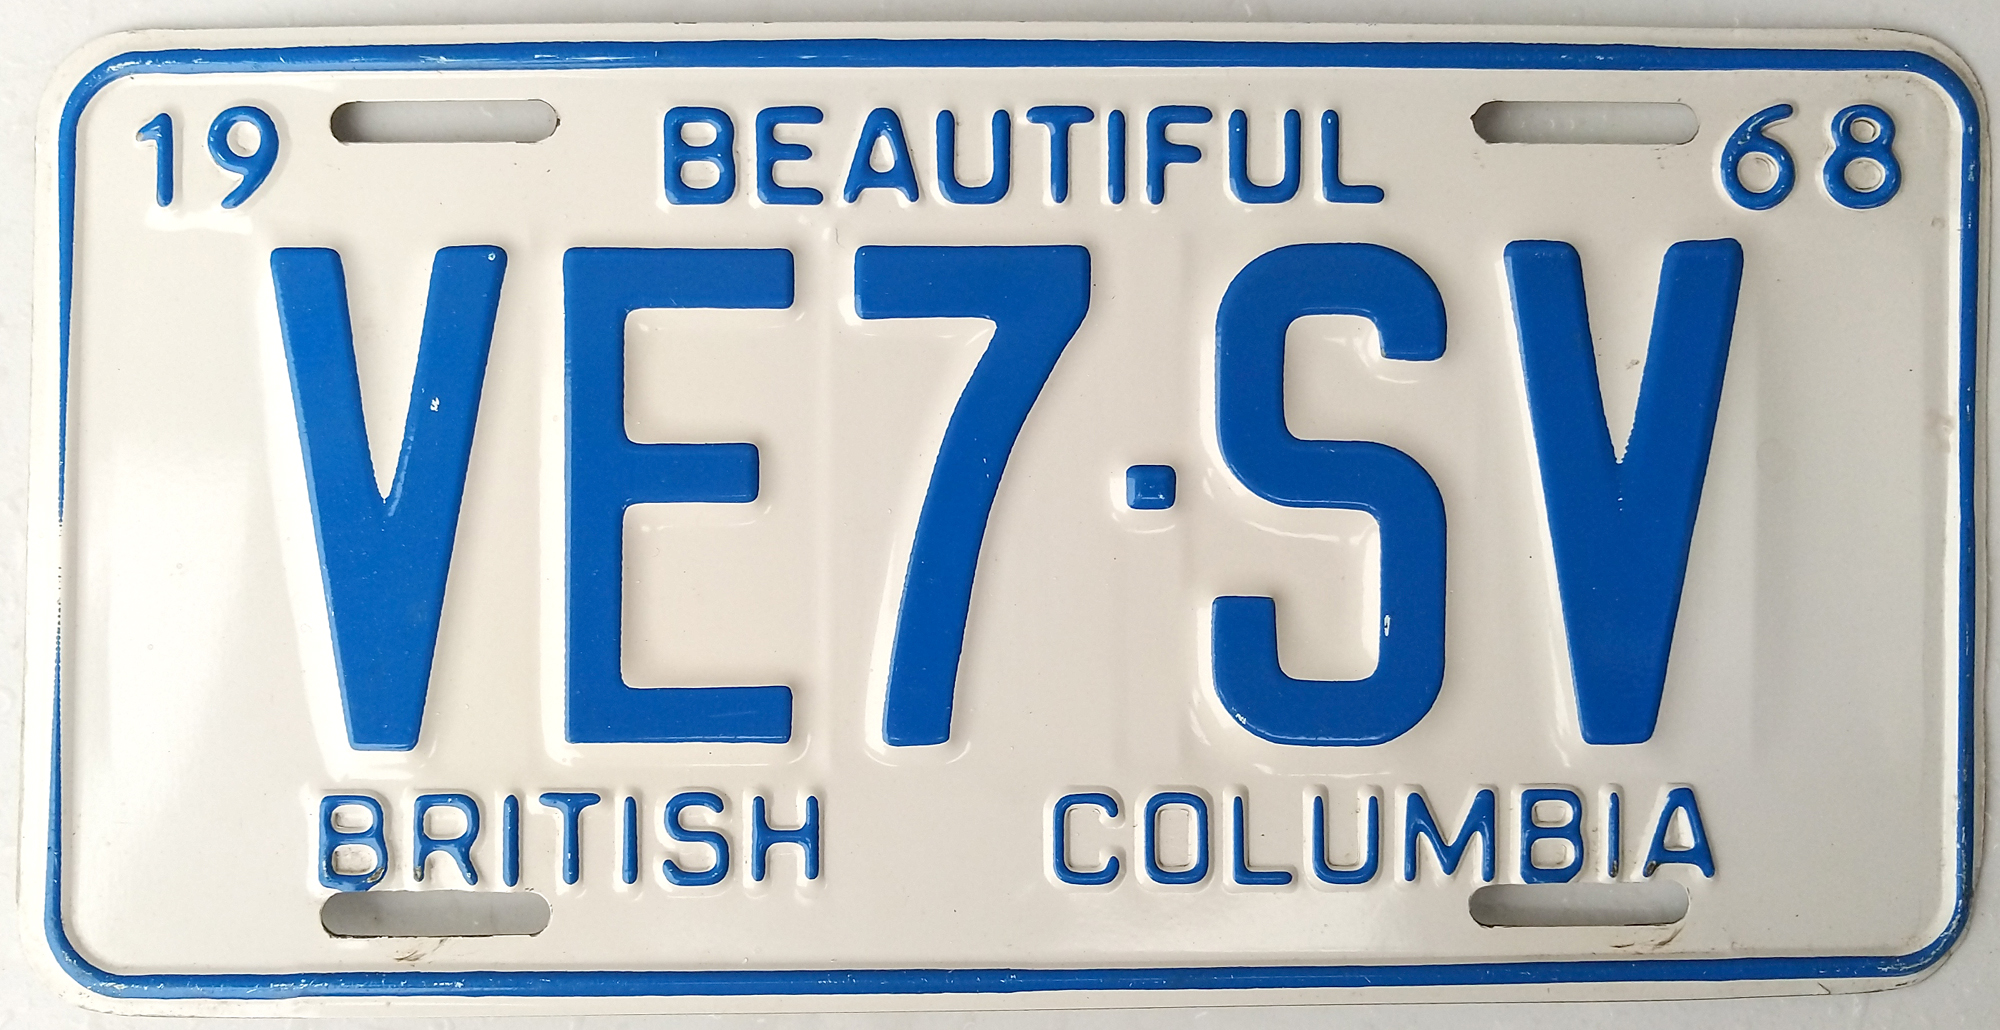 19 BEAUTIFUL 68
VE7·SV
BRITISH COLUMBIA